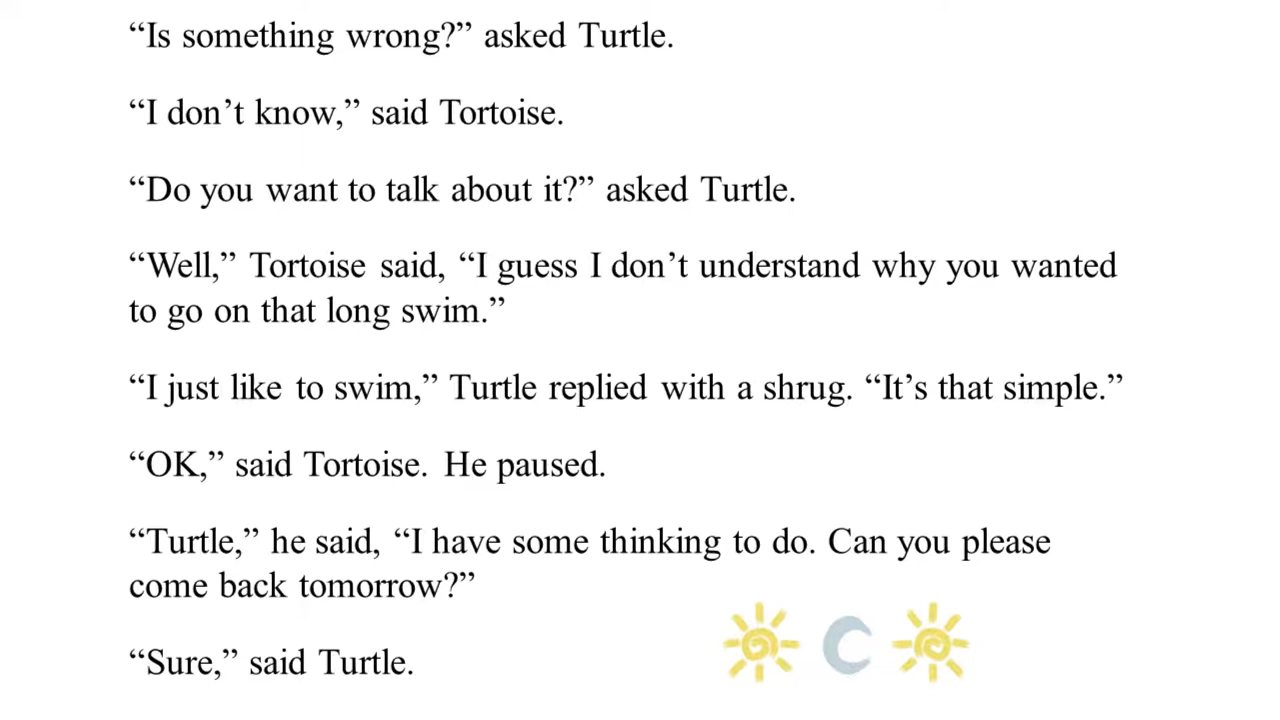 “Is something wrong?” asked Turtle.
“I don’t know,” said Tortoise.
“Do you want to talk about it?” asked Turtle.
“Well,” Tortoise said, “I guess I don’t understand why you wanted
to go on that long swim.”
“I just like to swim,” Turtle replied with a shrug. “It’s that simple.”
“OK,” said Tortoise. He paused.
“Turtle,” he said, “I have some thinking to do. Can you please
come back tomorrow?”
“Sure,” said Turtle.